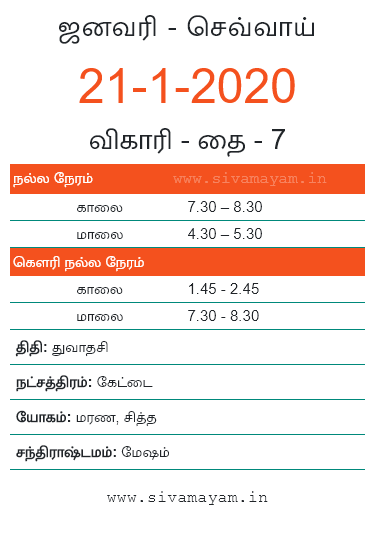 ஜனவரி - செவ்வாய்
21-1-2020
விகாரி - தை - 7
நல்ல நேரம் www.sivamayam.in
காலை 7.30 – 8.30
மாலை 4.30 – 5.30
கௌரி நல்ல நேரம்
காலை 1.45 - 2.45
மாலை 7.30 - 8.30
திதி: துவாதசி
நட்சத்திரம்: கேட்டை
யோகம்: மரண, சித்த
சந்திராஷ்டமம்: மேஷம்
www.sivamayam.in